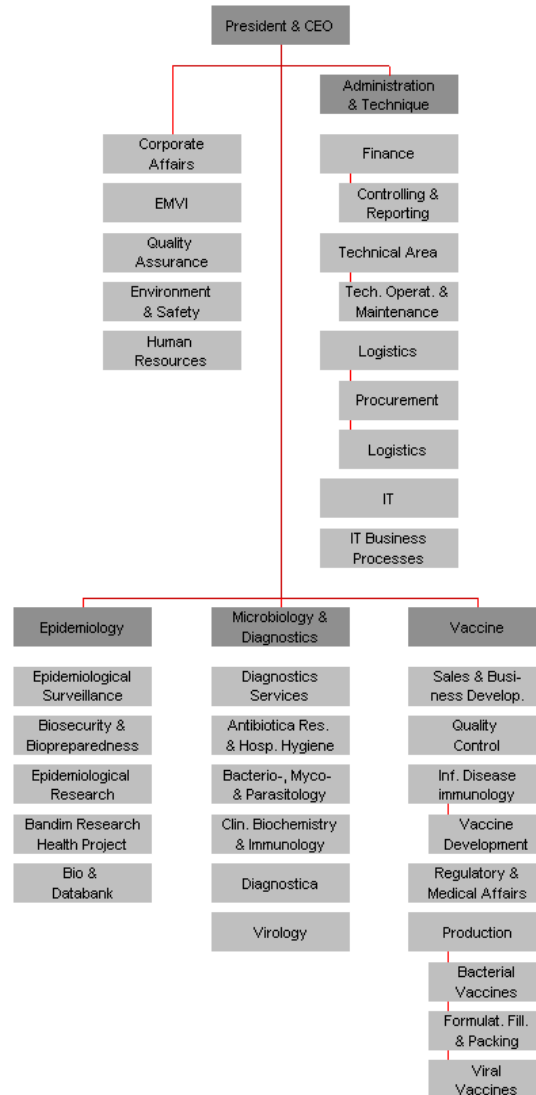 President & CEO
Administration
& Technique
Corporate
Affairs
EMVI
Quality
Assurance
Environment
& Safety
Human
Resources
Finance
Controlling &
Reporting
Technical Area
Tech. Operat. &
Maintenance
Logistics
Procurement
Logistics
IT
IT Business
Processes
Epidemiology
Epidemiological
Surveillance
Biosecurity &
Biopreparedness
Epidemiological
Research
Bandim Research
Health Project
Bio &
Databank
Microbiology &
Diagnostics
Diagnostics
Services
Antibiotica Res.
& Hosp. Hygiene
Bacterio-, Myco-
& Parasitology
Clin. Biochemistry
& Immunology
Diagnostica
Virology
Vaccine
Sales & Busi-
ness Develop.
Quality
Control
Inf. Disease
immunology
Vaccine
Development
Regulatory &
Medical Affairs
Production
Bacterial
Vaccines
Formulat. Fill.
& Packing
Viral
Vaccines